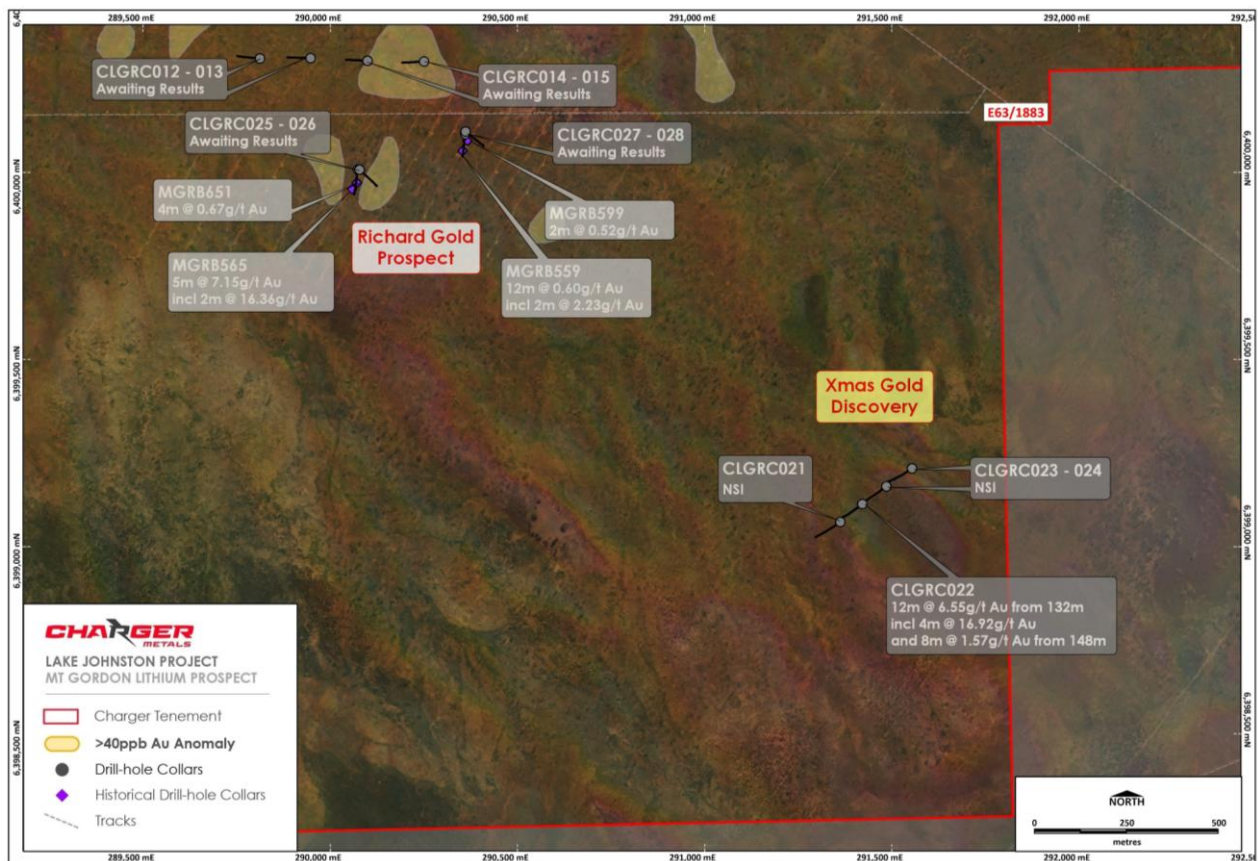 289,500 mE
290,000 mE
290,500 mE
291,000 mE
291,500 mE
292,000 mE
CLGRC012 - 013
Awaiting Results
CLGRC014 - 015
Awaiting Results
E63/1883
CLGRC025 - 026
Awaiting Results
CLGRC027 - 028
Awaiting Results
6,400,000 mN
6,400,000 mN
MGRB651
4m @ 0.67g/t Au
MGRB599
2m @ 0.52g/t Au
Richard Gold
Prospect
MGRB565
5m @ 7.15g/t Au
incl 2m @ 16.36g/t Au
MGRB559
12m @ 0.60g/t Au
incl 2m @ 2.23g/t Au
6,399,500 mN
6,399,500 mN
Xmas Gold
Discovery
CLGRC021
NSI
CLGRC023 - 024
NSI
6,399,000 mN
6,399,000 mN
CLGRC022
12m @ 6.55g/t Au from 132m
incl 4m @ 16.92g/t Au
and 8m @ 1.57g/t Au from 148m
CHARGER
METALS
LAKE JOHNSTON PROJECT
MT GORDON LITHIUM PROSPECT
Charger Tenement
>40ppb Au Anomaly
Drill-hole Collars
Historical Drill-hole Collars
Tracks
6,398,500 mN
6,398,500 mN
NORTH
0 250 500
metres
289,500 mE
290,000 mE
290,500 mE
291,000 mE
291,500 mE
292,000 mE